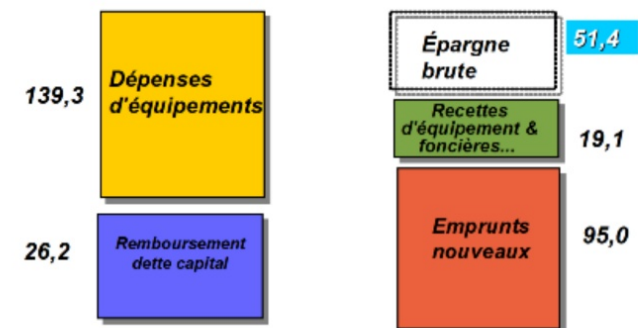 139,3
Dépenses
d'équipements
26,2
Remboursement
dette capital
Épargne
brute
51,4
Recettes
d'équipement &
foncières...
19,1
Emprunts
nouveaux
95,0